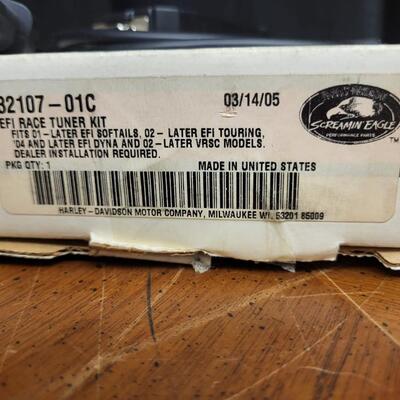 32107-01C 03/14/05
EFI RACE TUNER KIT
FITS 01- LATER EFI SOFTAILS, 02- LATER EFI TOURING,
'04 AND LATER EFI DYNA AND 02-LATER VRSC MODELS.
DEALER INSTALLATION REQUIRED.
PKG QTY: 1 MADE IN UNITED STATES
HARLEY-DAVIDSON MOTOR COMPANY, MILWAUKEE WI. 53201 85009
SCREAMIN' EAGLE
PERFORMANCE PARTS
TM